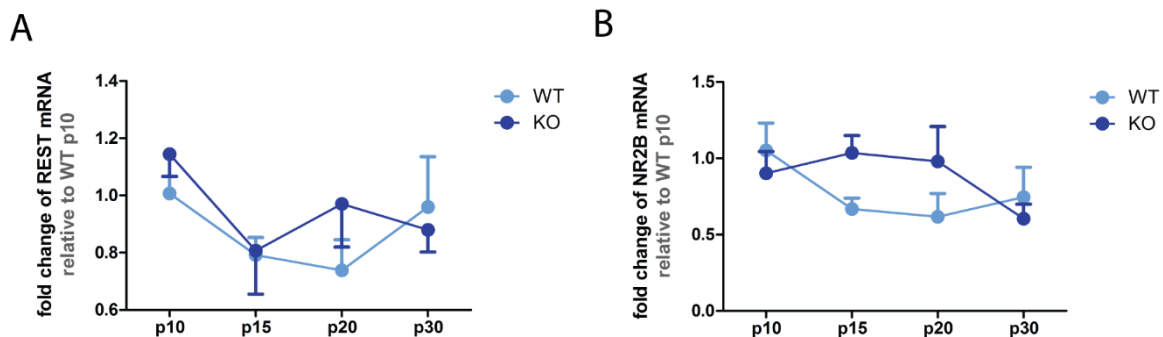 A
fold change of REST mRNA
relative to WT p10
1.4
1.2
1.0
0.8
0.6
p10 p15 p20 p30
WT
KO
B
fold change of NR2B mRNA
relative to WT p10
1.5
1.0
0.5
0.0
p10 p15 p20 p30
WT
KO